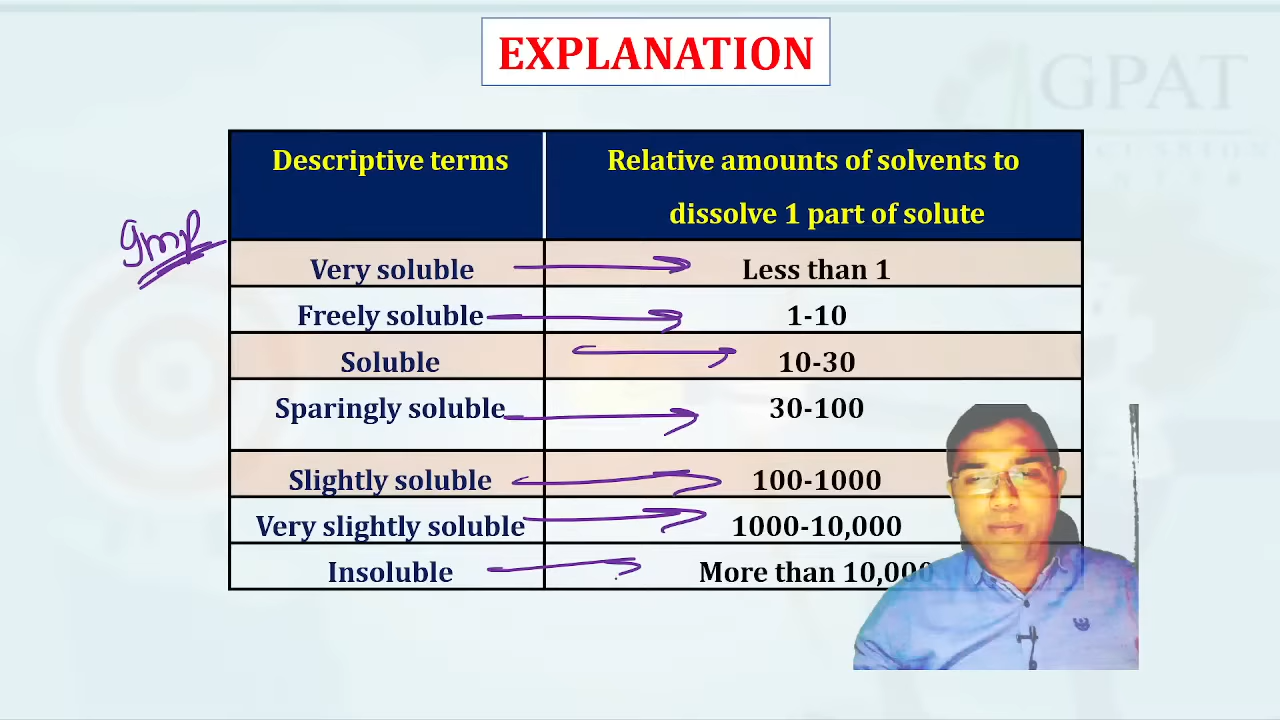 EXPLANATION
GPAT
Descriptive terms Relative amounts of solvents to
dissolve 1 part of solute
Imp
Very soluble Less than 1
Freely soluble 1-10
Soluble 10-30
Sparingly soluble 30-100
Slightly soluble 100-1000
Very slightly soluble 1000-10,000
Insoluble More than 10,000